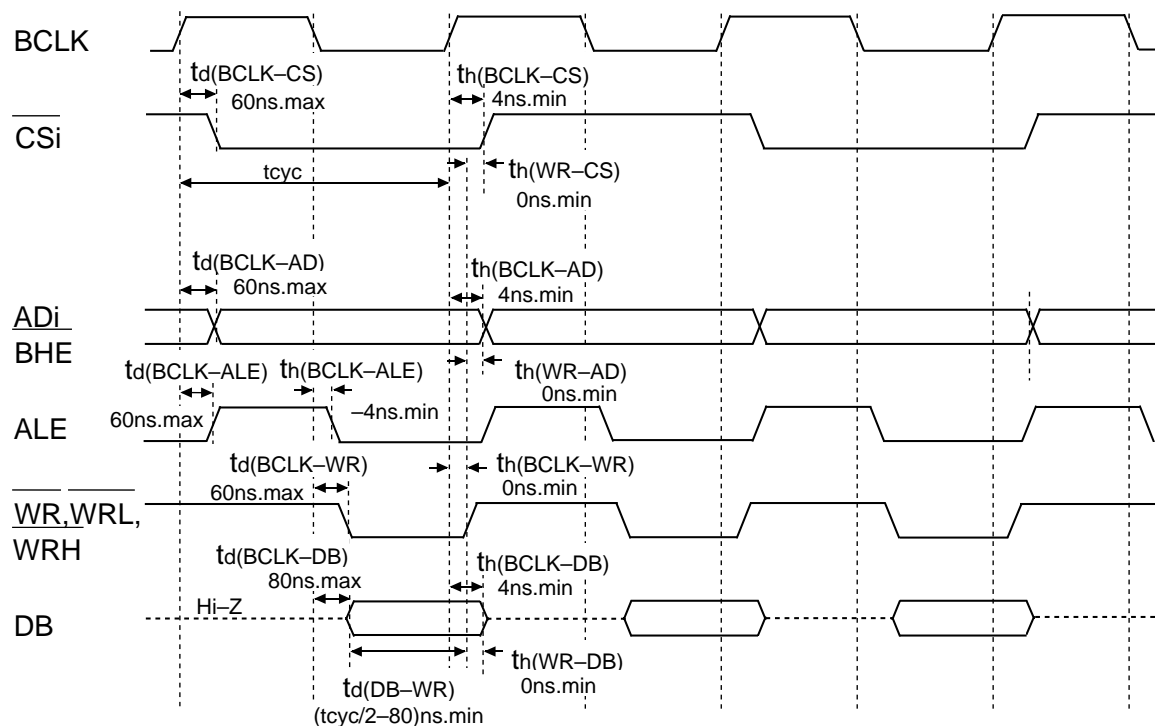 BCLK
td(BCLK–CS)
60ns.max
th(BCLK–CS)
4ns.min
CSi
tcyc
th(WR–CS)
0ns.min
td(BCLK–AD)
60ns.max
th(BCLK–AD)
4ns.min
ADi
BHE
td(BCLK–ALE)
60ns.max
th(BCLK–ALE)
–4ns.min
th(WR–AD)
0ns.min
ALE
td(BCLK–WR)
60ns.max
th(BCLK–WR)
0ns.min
WR,WRL,
WRH
td(BCLK–DB)
80ns.max
th(BCLK–DB)
4ns.min
Hi–Z
DB
td(DB–WR)
(tcyc/2–80)ns.min
th(WR–DB)
0ns.min